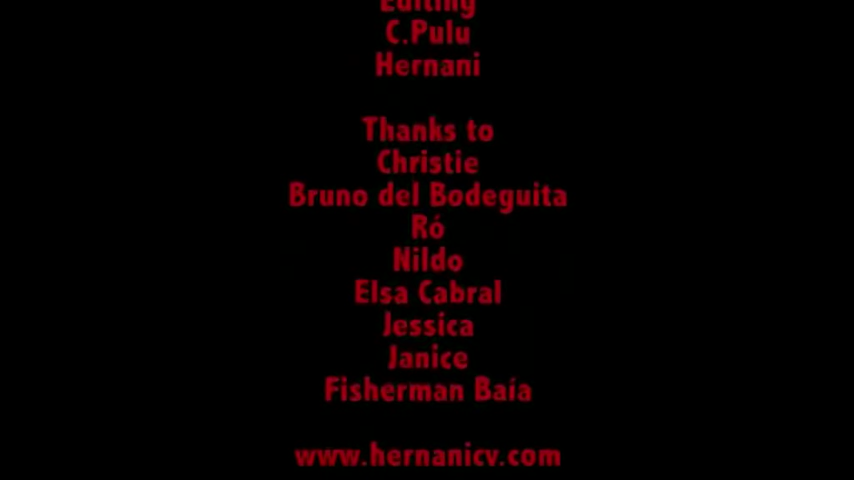 Editing
C.Pulu
Hernani
Thanks to
Christie
Bruno del Bodeguita
Ró
Nildo
Elsa Cabral
Jessica
Janice
Fisherman Baía
www.hernanicv.com